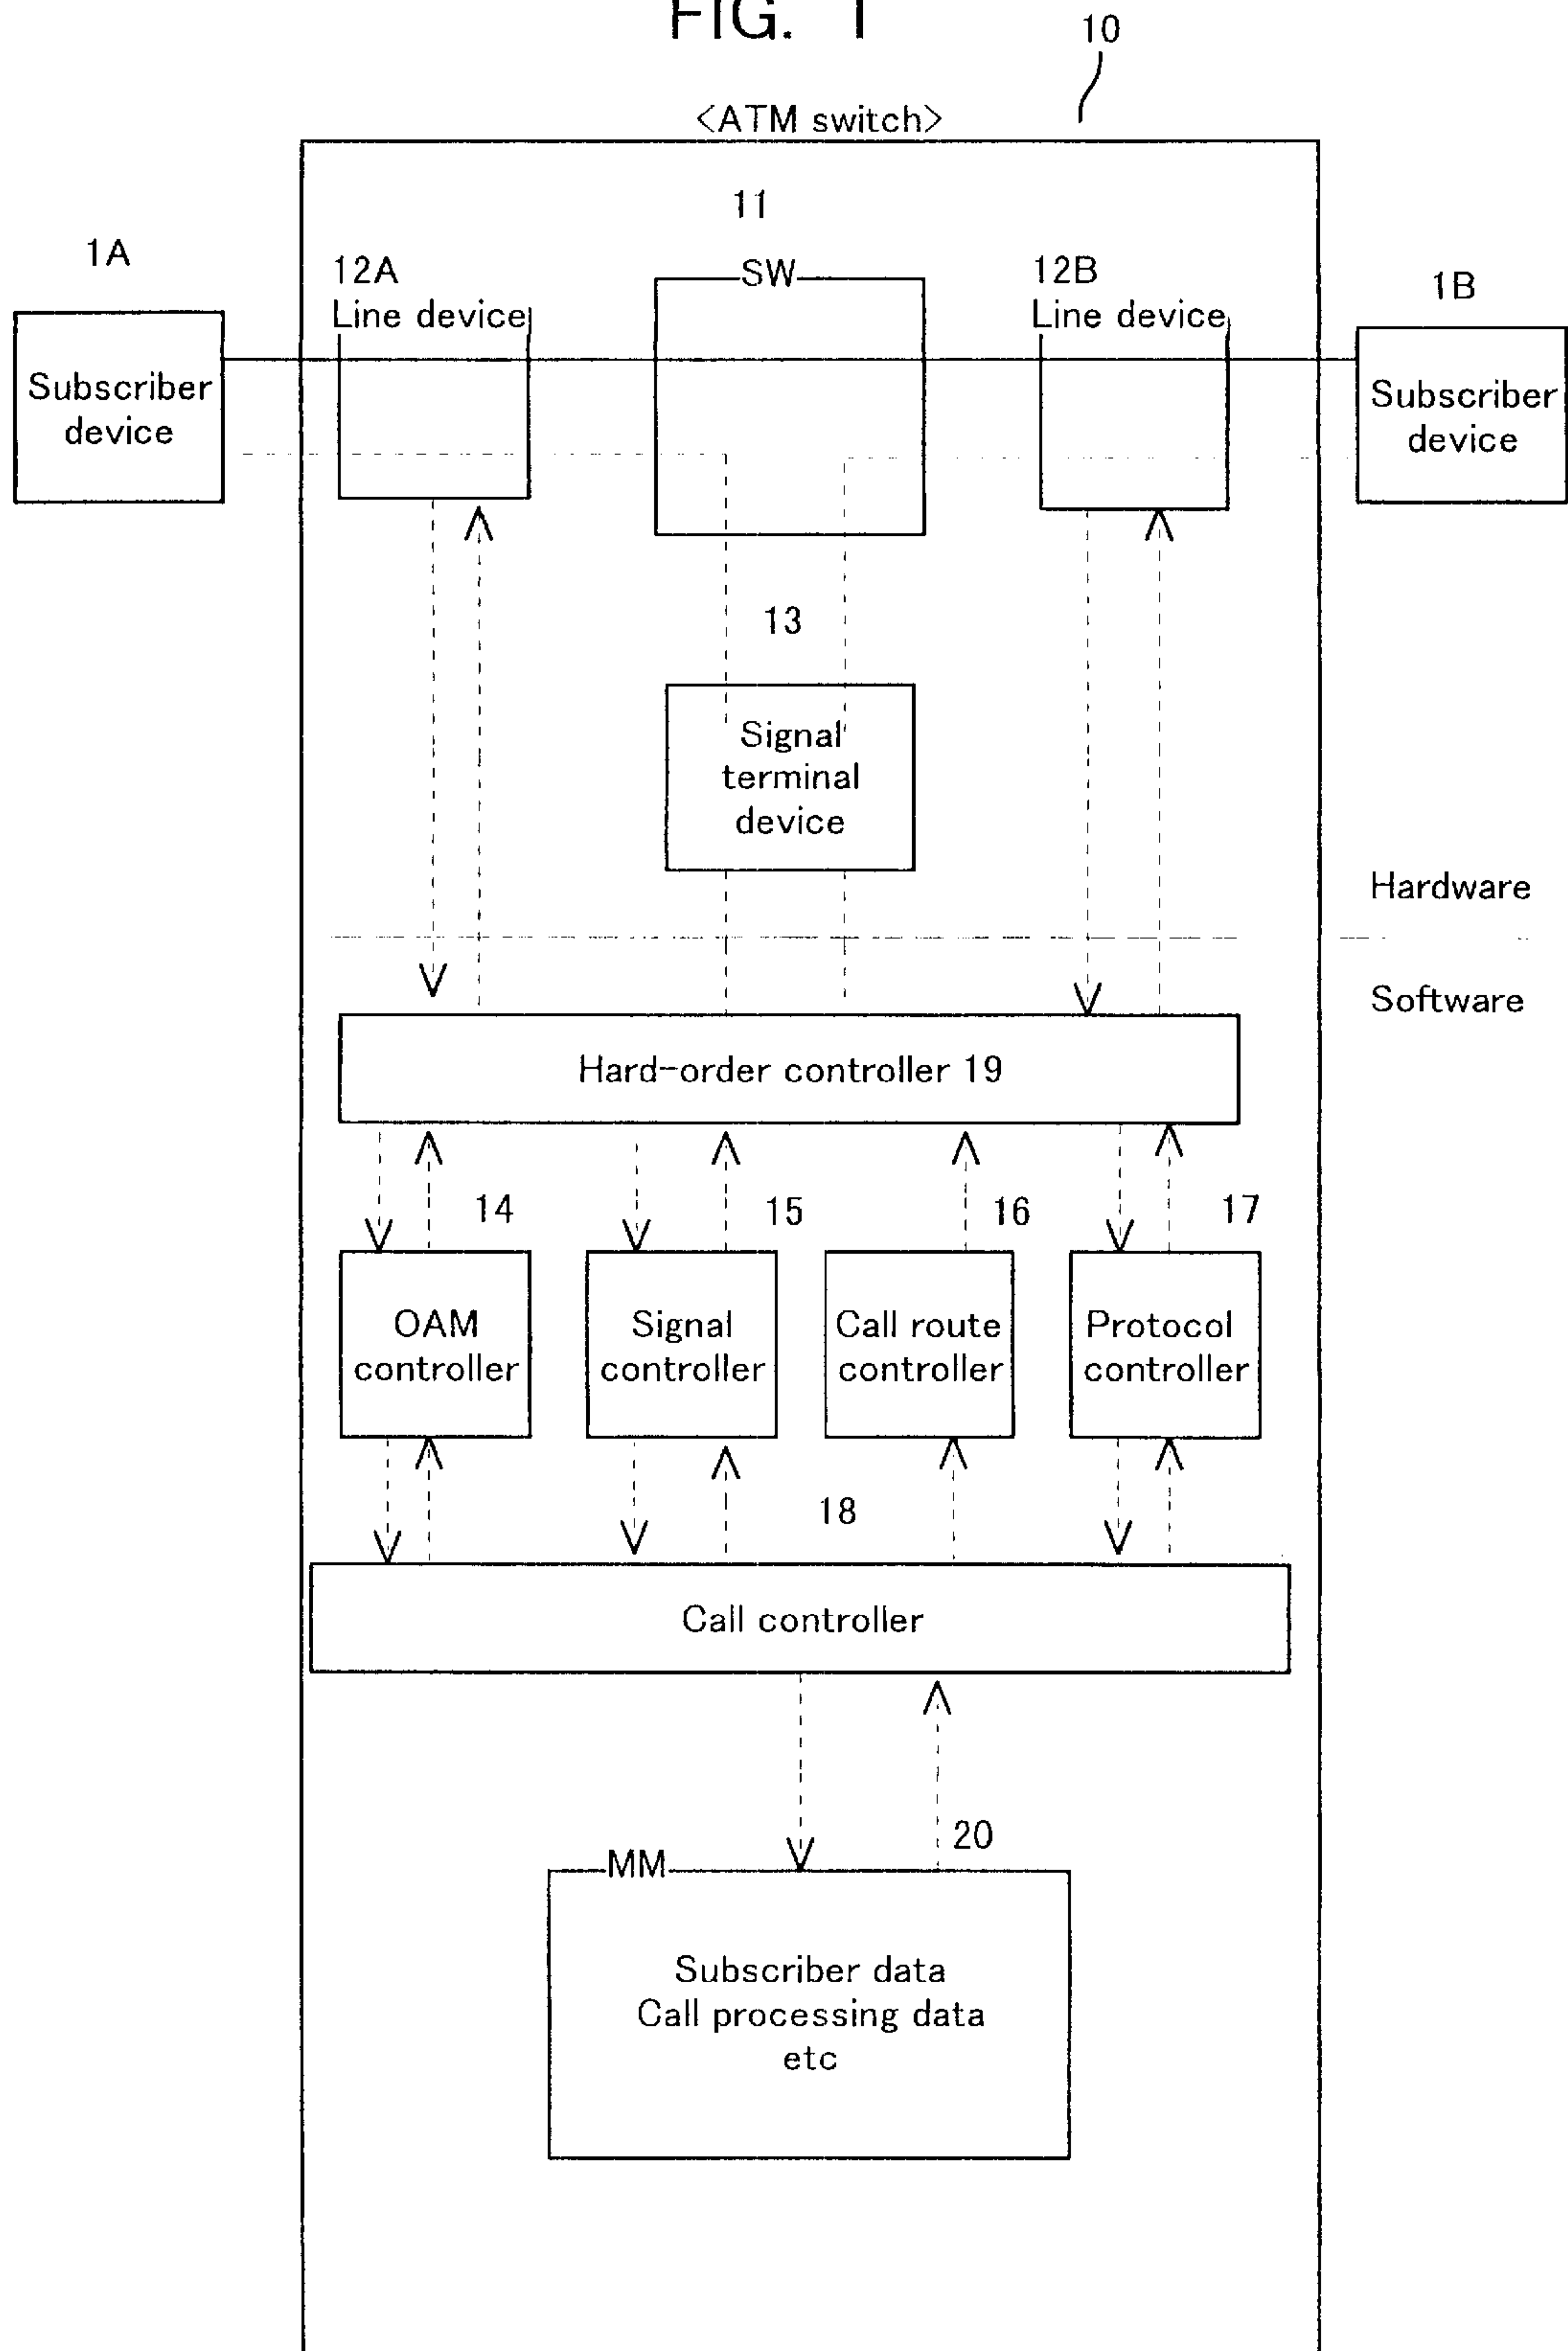 FIG. 1
10
<ATM switch>
11
1A
12A
SW
12B
1B
Line device
Line device
Subscriber
device
Subscriber
device
13
Signal
terminal
device
Hardware
Software
Hard-order controller 19
14
15
16
17
OAM
controller
Signal
controller
Call route
controller
Protocol
controller
18
Call controller
20
MM
Subscriber data
Call processing data
etc